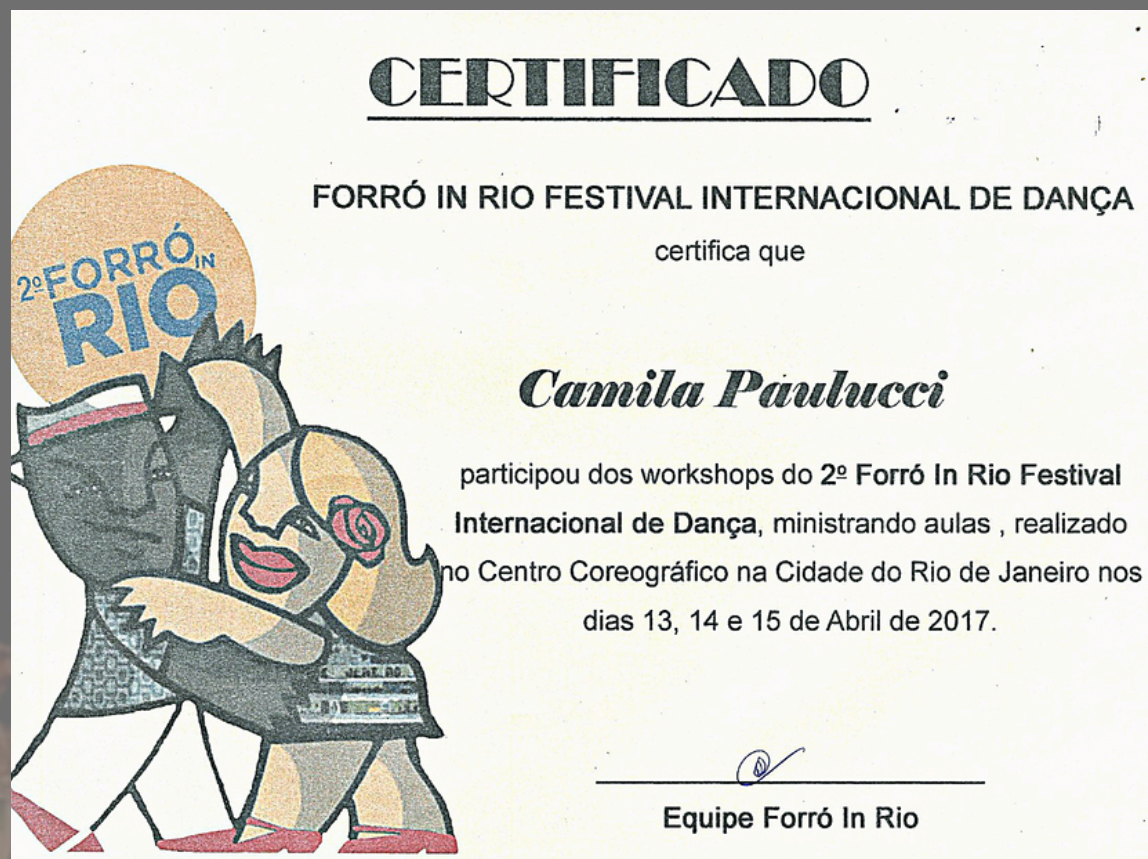 CERTIFICADO
FORRÓ IN RIO FESTIVAL INTERNACIONAL DE DANÇA
certifica que
2º FORRÓ IN
RIO
Camila Paulucci
participou dos workshops do 2º Forró In Rio Festival
Internacional de Dança, ministrando aulas , realizado
no Centro Coreográfico na Cidade do Rio de Janeiro nos
dias 13, 14 e 15 de Abril de 2017.
Equipe Forró In Rio